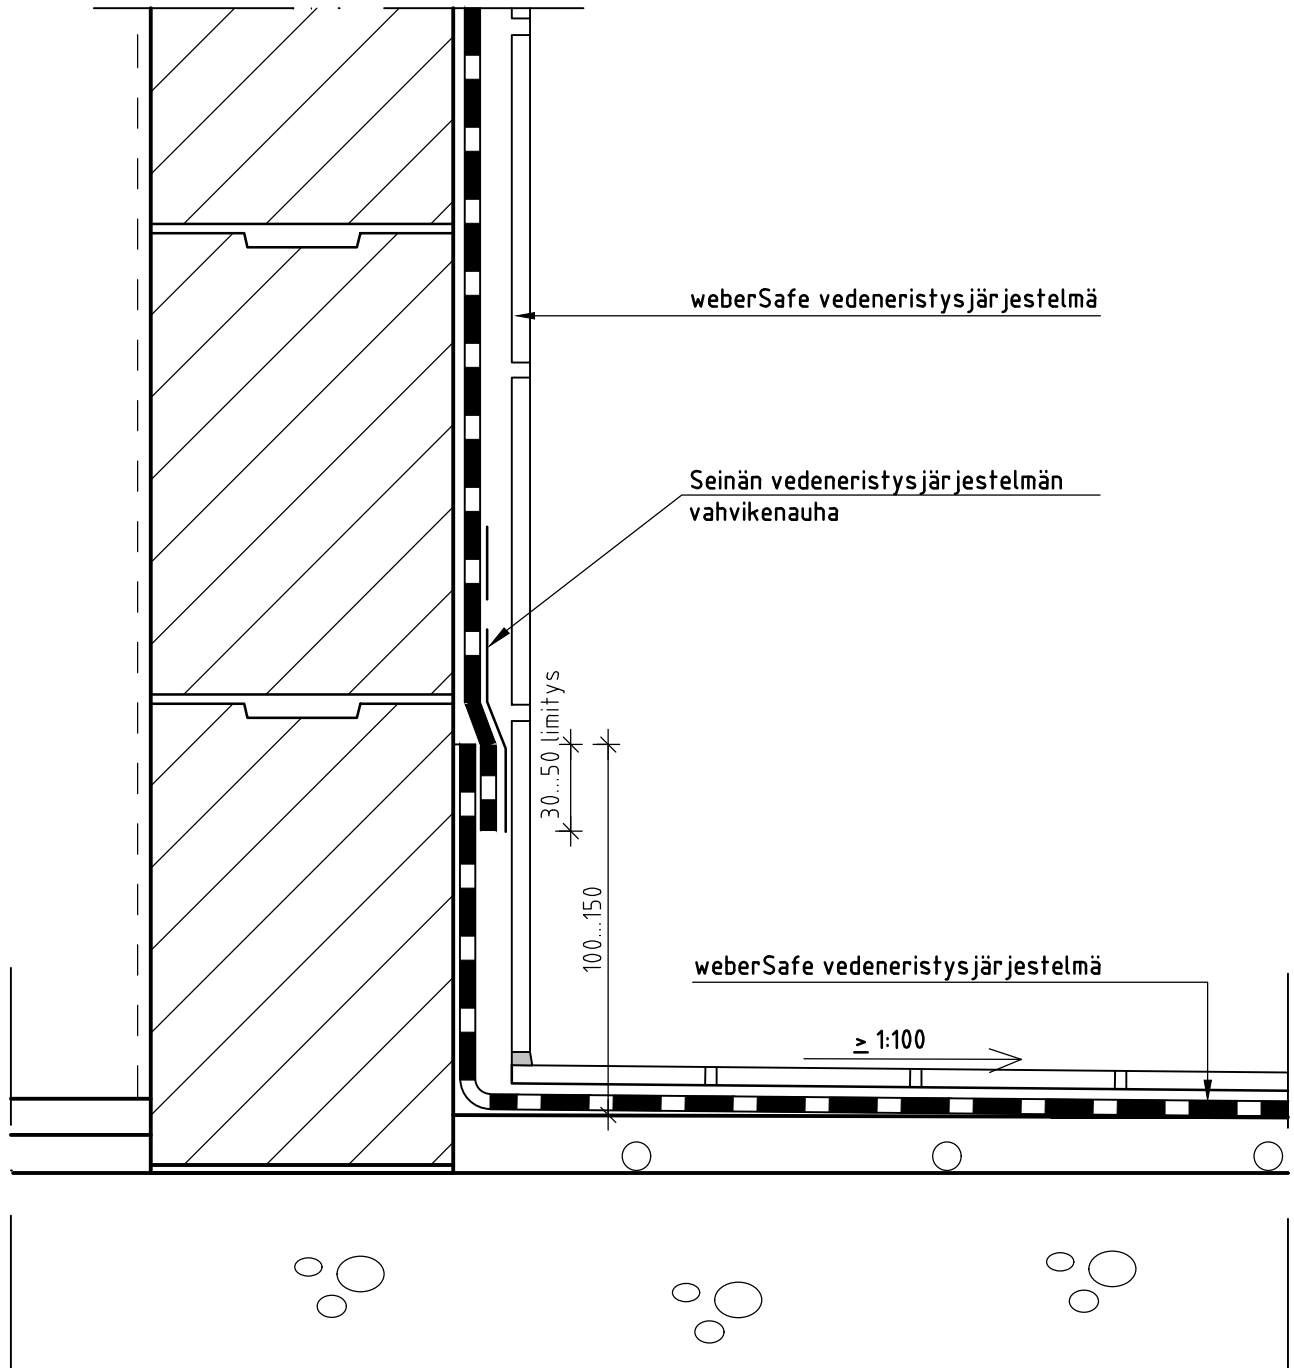 weberSafe vedeneristysjärjestelmä
Seinän vedeneristysjärjestelmän
vahvikenauha
30...50 limitys
100...150
weberSafe vedeneristysjärjestelmä
≥ 1:100